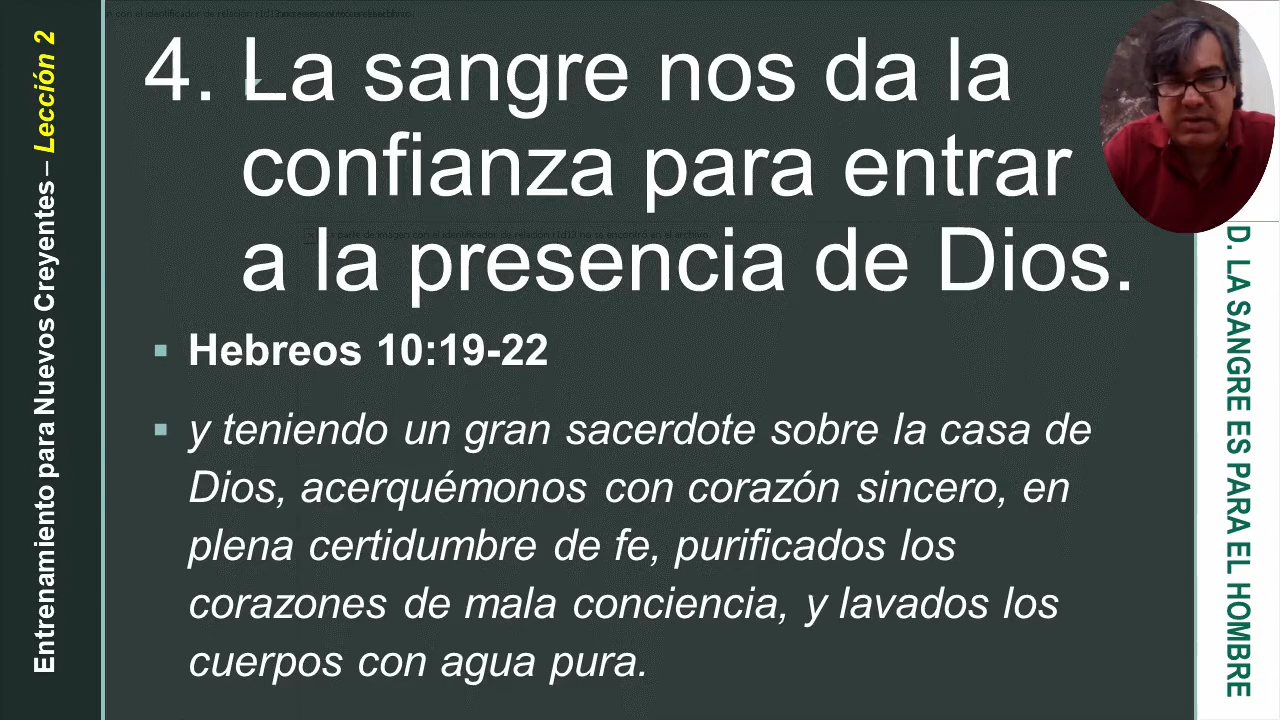 Entrenamiento para Nuevos Creyentes – Lección 2
4. La sangre nos da la
confianza para entrar
a la presencia de Dios.
▪ Hebreos 10:19-22
▪ y teniendo un gran sacerdote sobre la casa de
Dios, acerquémonos con corazón sincero, en
plena certidumbre de fe, purificados los
corazones de mala conciencia, y lavados los
cuerpos con agua pura.
D. LA SANGRE ES PARA EL HOMBRE